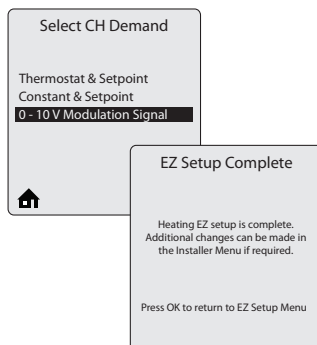 Select CH Demand
Thermostat & Setpoint
Constant & Setpoint
0 - 10 V Modulation Signal
EZ Setup Complete
Heating EZ setup is complete.
Additional changes can be made in
the Installer Menu if required.
Press OK to return to EZ Setup Menu